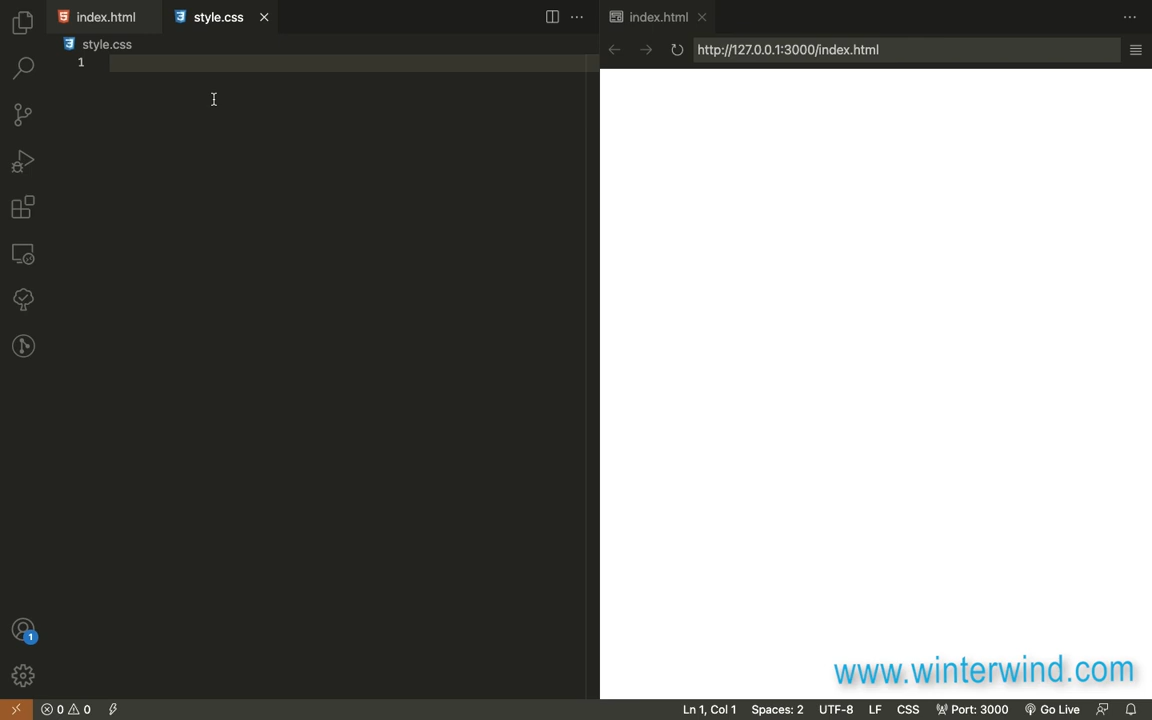 index.html
style.css
index.html
style.css
http://127.0.0.1:3000/index.html
1
1
www.winterwind.com
0
0
Ln 1, Col 1
Spaces: 2
UTF-8
LF
CSS
Port: 3000
Go Live